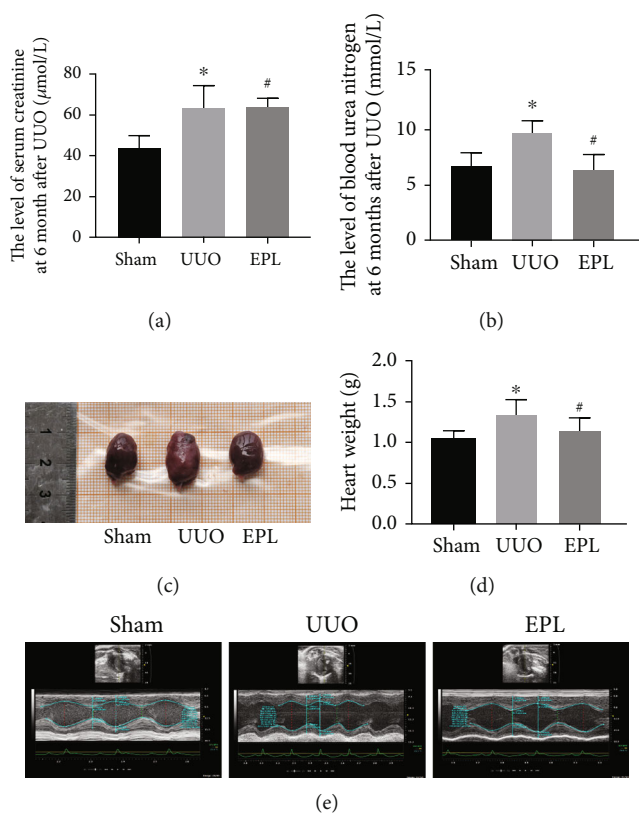 The level of serum creatinine
at 6 month after UUO (μmol/L)
80
60
40
20
0
*
#
Sham UUO EPL
(a)
The level of blood urea nitrogen
at 6 months after UUO (mmol/L)
15
10
5
0
*
#
Sham UUO EPL
(b)
1
2
3
Sham UUO EPL
(c)
Heart weight (g)
2.0
1.5
1.0
0.5
0.0
*
#
Sham UUO EPL
(d)
Sham UUO EPL
(e)